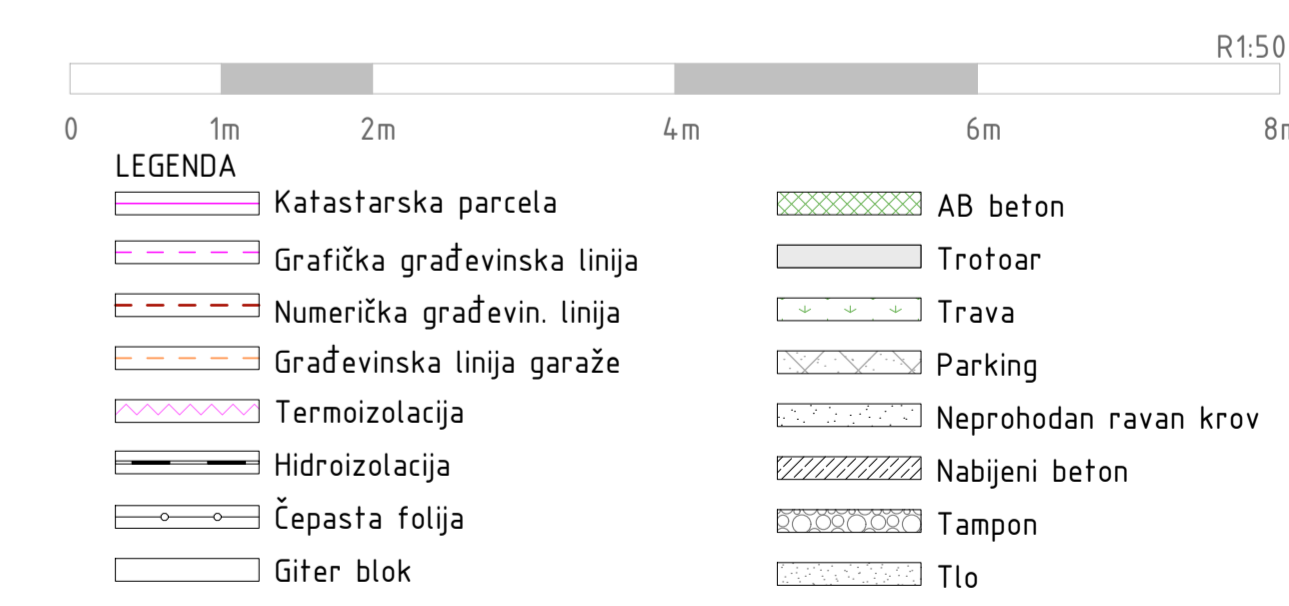 R1:50
0 1m 2m 4m 6m 8m
LEGENDA
Katastarska parcela
Grafička građevinska linija
Numerička građevin. linija
Građevinska linija garaže
Termoizolacija
Hidroizolacija
Čepasta folija
Giter blok
AB beton
Trotoar
Trava
Parking
Neprohodan ravan krov
Nabijeni beton
Tampon
Tlo